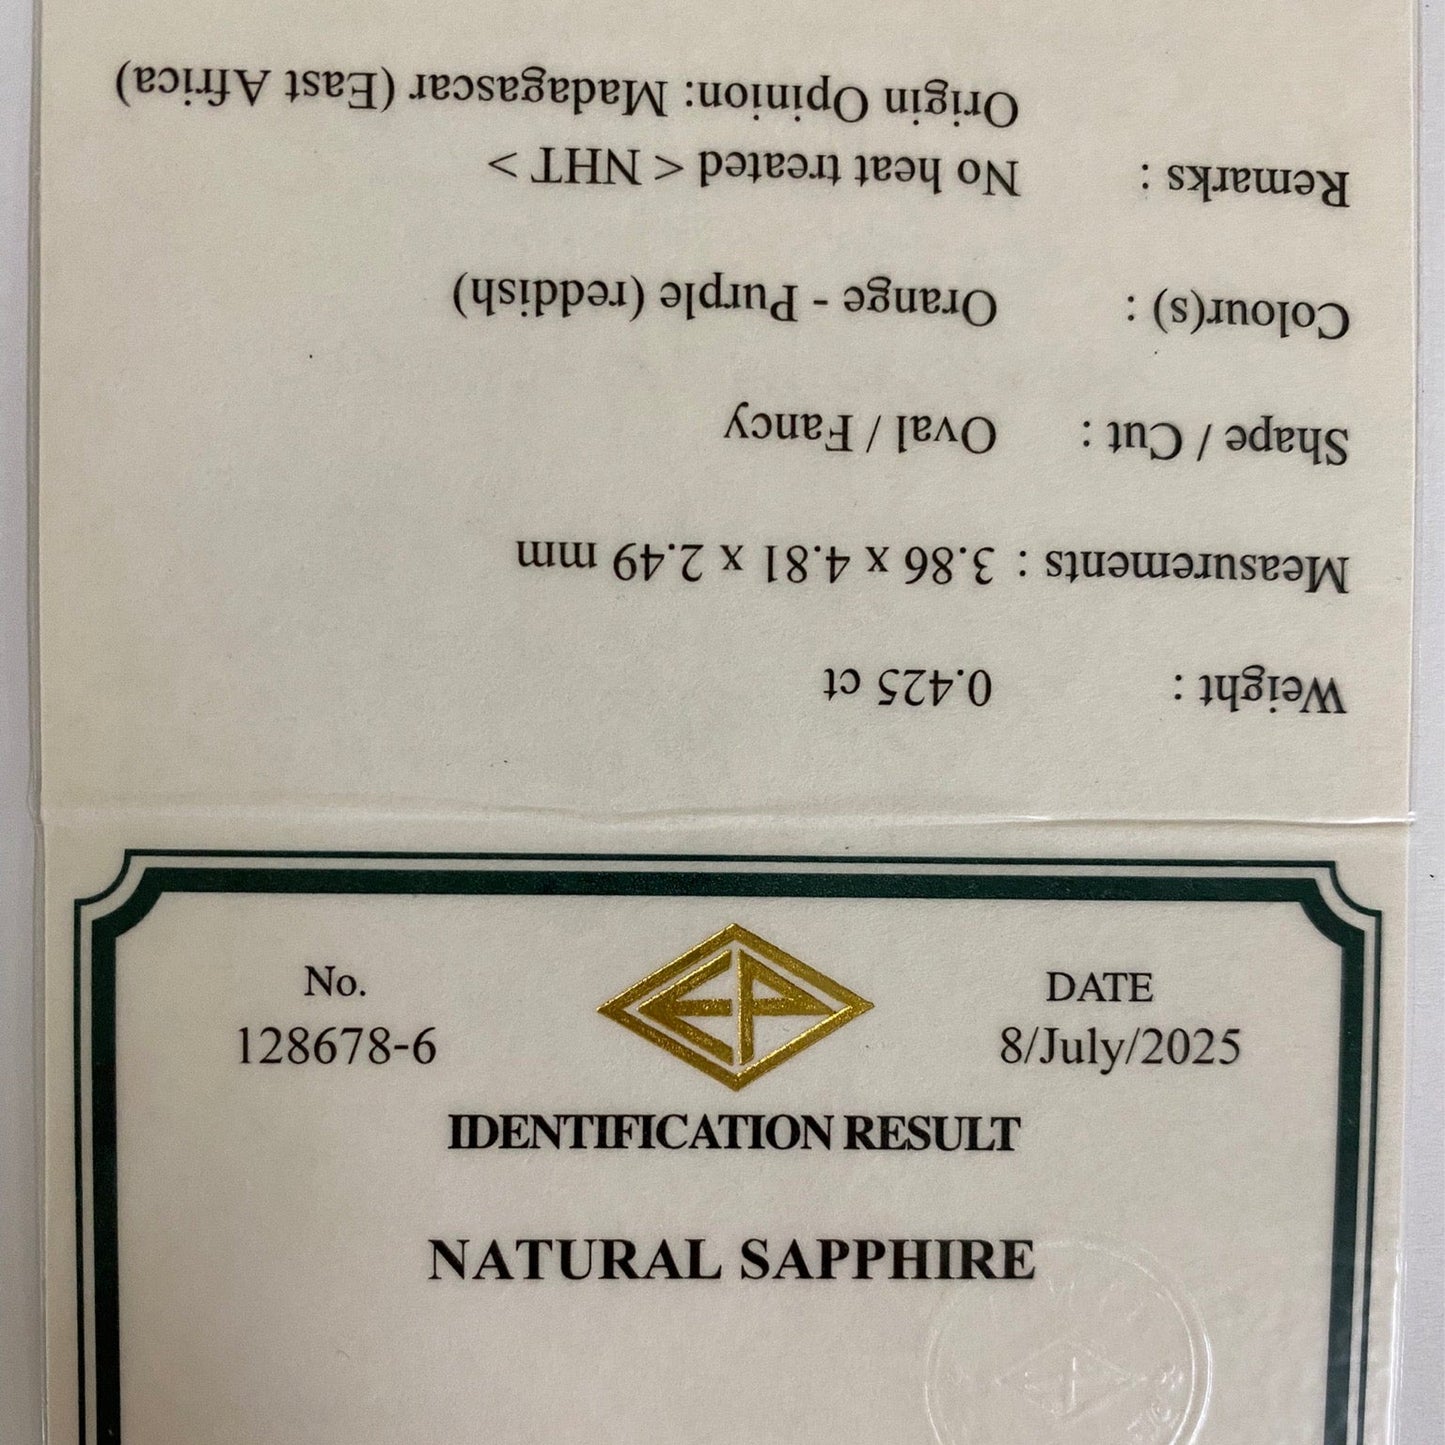 Weight : 0.425 ct
Measurements : 3.86 x 4.81 x 2.49 mm
Shape / Cut : Oval / Fancy
Colour(s) : Orange - Purple (reddish)
Remarks : No heat treated < NHT >
Origin Opinion: Madagascar (East Africa)
No.
128678-6
EP
DATE
8/July/2025
IDENTIFICATION RESULT
NATURAL SAPPHIRE